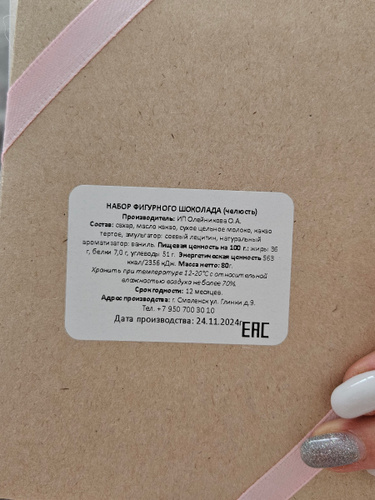 НАБОР ФИГУРНОГО ШОКОЛАДА (челюсть)
Производитель: ИП Олейникова О.А.
Состав: сахар, масло какао, сухое цельное молоко, какао
тертое, эмульгатор: соевый лецитин, натуральный
ароматизатор: ваниль. Пищевая ценность на 100 г.: жиры 36
г, белки 7,0 г, углеводы 51 г. Энергетическая ценность 563
ккал/2356 кДж. Масса нетто: 80г
Хранить при температуре 12-20°С с относительной
влажностью воздуха не более 70%.
Срок годности: 12 месяцев.
Адрес производства: г. Смоленск ул. Глинки д.9.
Тел. +7 950 700 30 10
Дата производства: 24.11.2024г
EAC